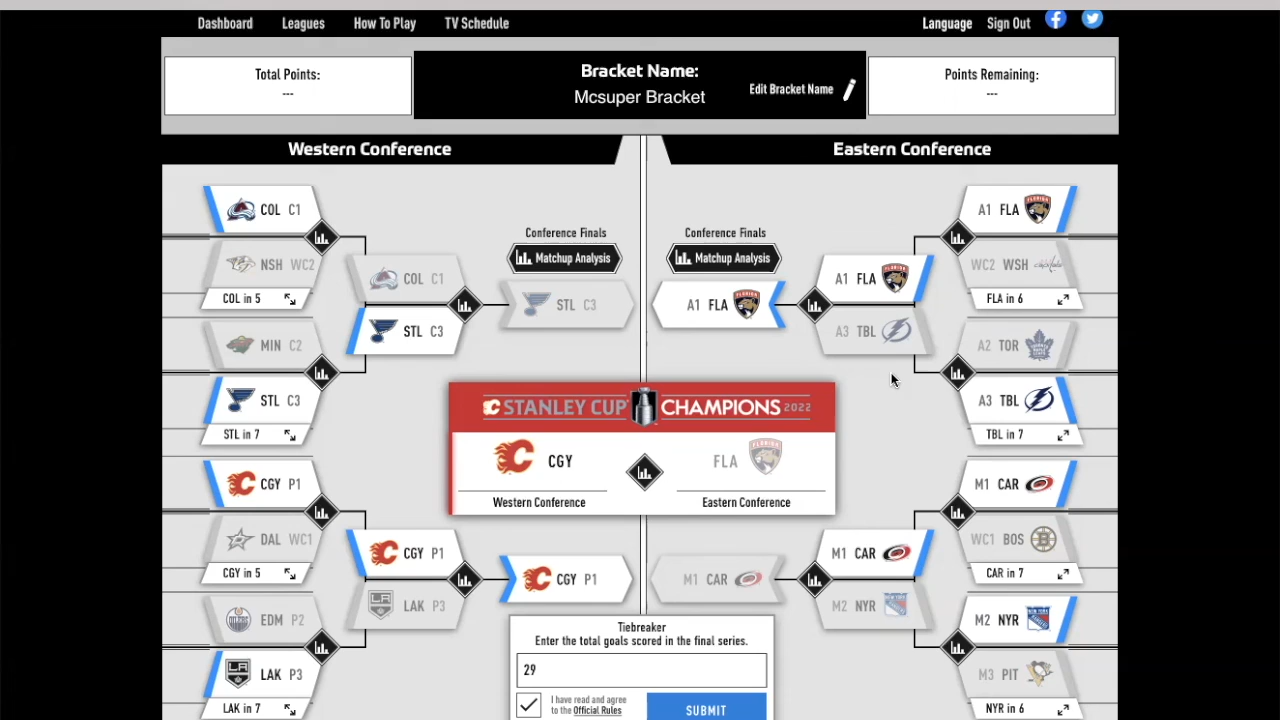 Dashboard Leagues How To Play TV Schedule Language Sign Out
Total Points:
---
Bracket Name:
Mcsuper Bracket
Edit Bracket Name
Points Remaining:
---
Western Conference
Eastern Conference
COL C1
NSH WC2
COL in 5
MIN C2
STL C3
STL in 7
CGY P1
DAL WC1
CGY in 5
EDM P2
LAK P3
LAK in 7
COL C1
STL C3
CGY P1
LAK P3
Conference Finals
Matchup Analysis
STL C3
CGY P1
Conference Finals
Matchup Analysis
A1 FLA
M1 CAR
STANLEY CUP CHAMPIONS 2022
CGY
Western Conference
FLA
Eastern Conference
A1 FLA
A3 TBL
M1 CAR
M2 NYR
A1 FLA
WC2 WSH
FLA in 6
A2 TOR
A3 TBL
TBL in 7
M1 CAR
WC1 BOS
CAR in 7
M2 NYR
M3 PIT
NYR in 6
Tiebreaker
Enter the total goals scored in the final series.
29
I have read and agree
to the Official Rules
SUBMIT